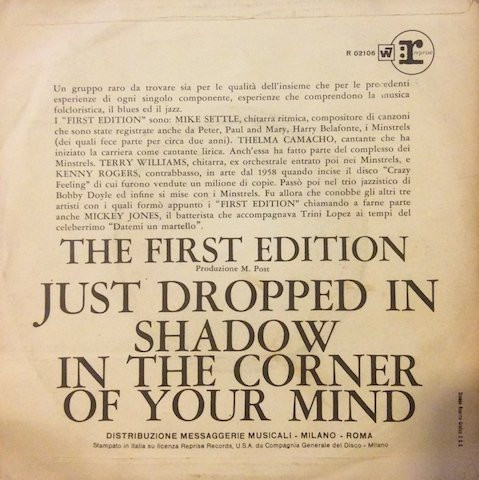 R 02106 W7 r: reprise
Un gruppo raro da trovare sia per le qualità dell'insieme che per le precedenti
esperienze di ogni singolo componente, esperienze che comprendono la musica
folcloristica, il blues ed il jazz.
I "FIRST EDITION" sono: MIKE SETTLE, chitarra ritmica, compositore di canzoni
che sono state registrate anche da Peter, Paul and Mary, Harry Belafonte, i Minstrels
(dei quali fece parte per circa due anni). THELMA CAMACHO, cantante che ha
iniziato la carriera come cantante lirica. Anch'essa ha fatto parte del complesso dei
Minstrels. TERRY WILLIAMS, chitarra, ex orchestrale entrato poi nei Minstrels, e
KENNY ROGERS, contrabbasso, in arte dal 1958 quando incise il disco "Crazy
Feeling" di cui furono vendute un milione di copie. Passò poi nel trio jazzistico di
Bobby Doyle ed infine si mise con i Minstrels. Fu allora che conobbe gli altri tre
artisti con i quali formò appunto i "FIRST EDITION" chiamando a farne parte
anche MICKEY JONES, il batterista che accompagnava Trini Lopez ai tempi del
celeberrimo "Datemi un martello".
THE FIRST EDITION
Produzione M. Post
JUST DROPPED IN
SHADOW
IN THE CORNER
OF YOUR MIND
DISTRIBUZIONE MESSAGGERIE MUSICALI - MILANO - ROMA
Stampato in Italia su licenza Reprise Records, U.S.A. da Compagnia Generale del Disco - Milano